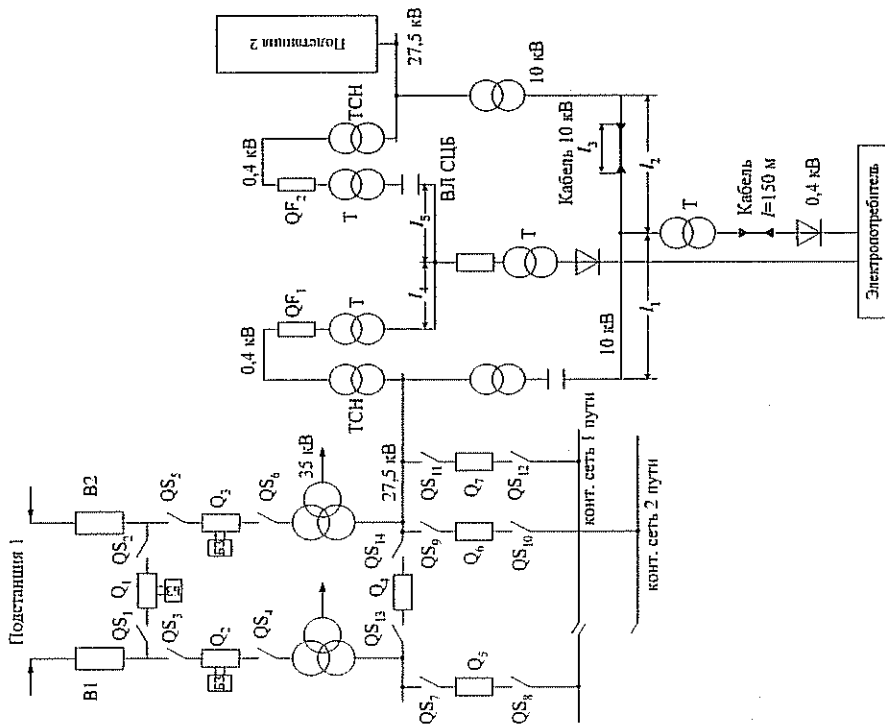 Подстанция 1
B1
B2
QS1
QS2
Q1
БЗ
QS3
QS5
Q2
Q3
БЗ
БЗ
QS4
QS6
35 кВ
QS13
Q4
QS14
27,5 кВ
QS7
Q5
QS8
QS9
Q6
QS10
QS11
Q7
QS12
конт. сеть 1 пути
конт. сеть 2 пути
ТСН
0,4 кВ
QF1
Т
l4
l5
ВЛ СЦБ
QF2
Т
0,4 кВ
ТСН
27,5 кВ
Подстанция 2
Т
10 кВ
10 кВ
Кабель 10 кВ
l3
l1
l2
Т
Кабель
l=150 м
0,4 кВ
Электропотребитель